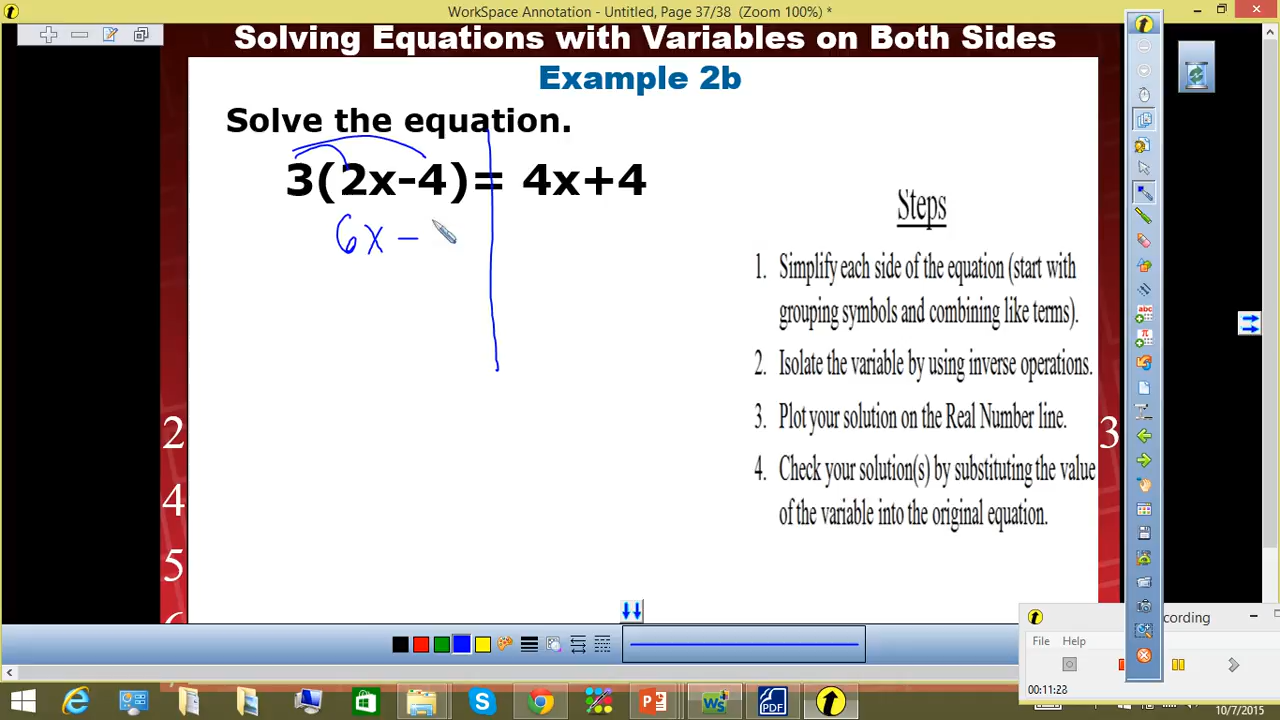 WorkSpace Annotation - Untitled, Page 37/38 (Zoom 100%) *
Solving Equations with Variables on Both Sides
Example 2b
Solve the equation.
3(2x-4)= 4x+4
6x −
Steps
1. Simplify each side of the equation (start with
grouping symbols and combining like terms).
2. Isolate the variable by using inverse operations.
3. Plot your solution on the Real Number line.
4. Check your solution(s) by substituting the value
of the variable into the original equation.
2
4
5
3
abc
π
cording
File Help
00:11:23
PDF
10/7/2015